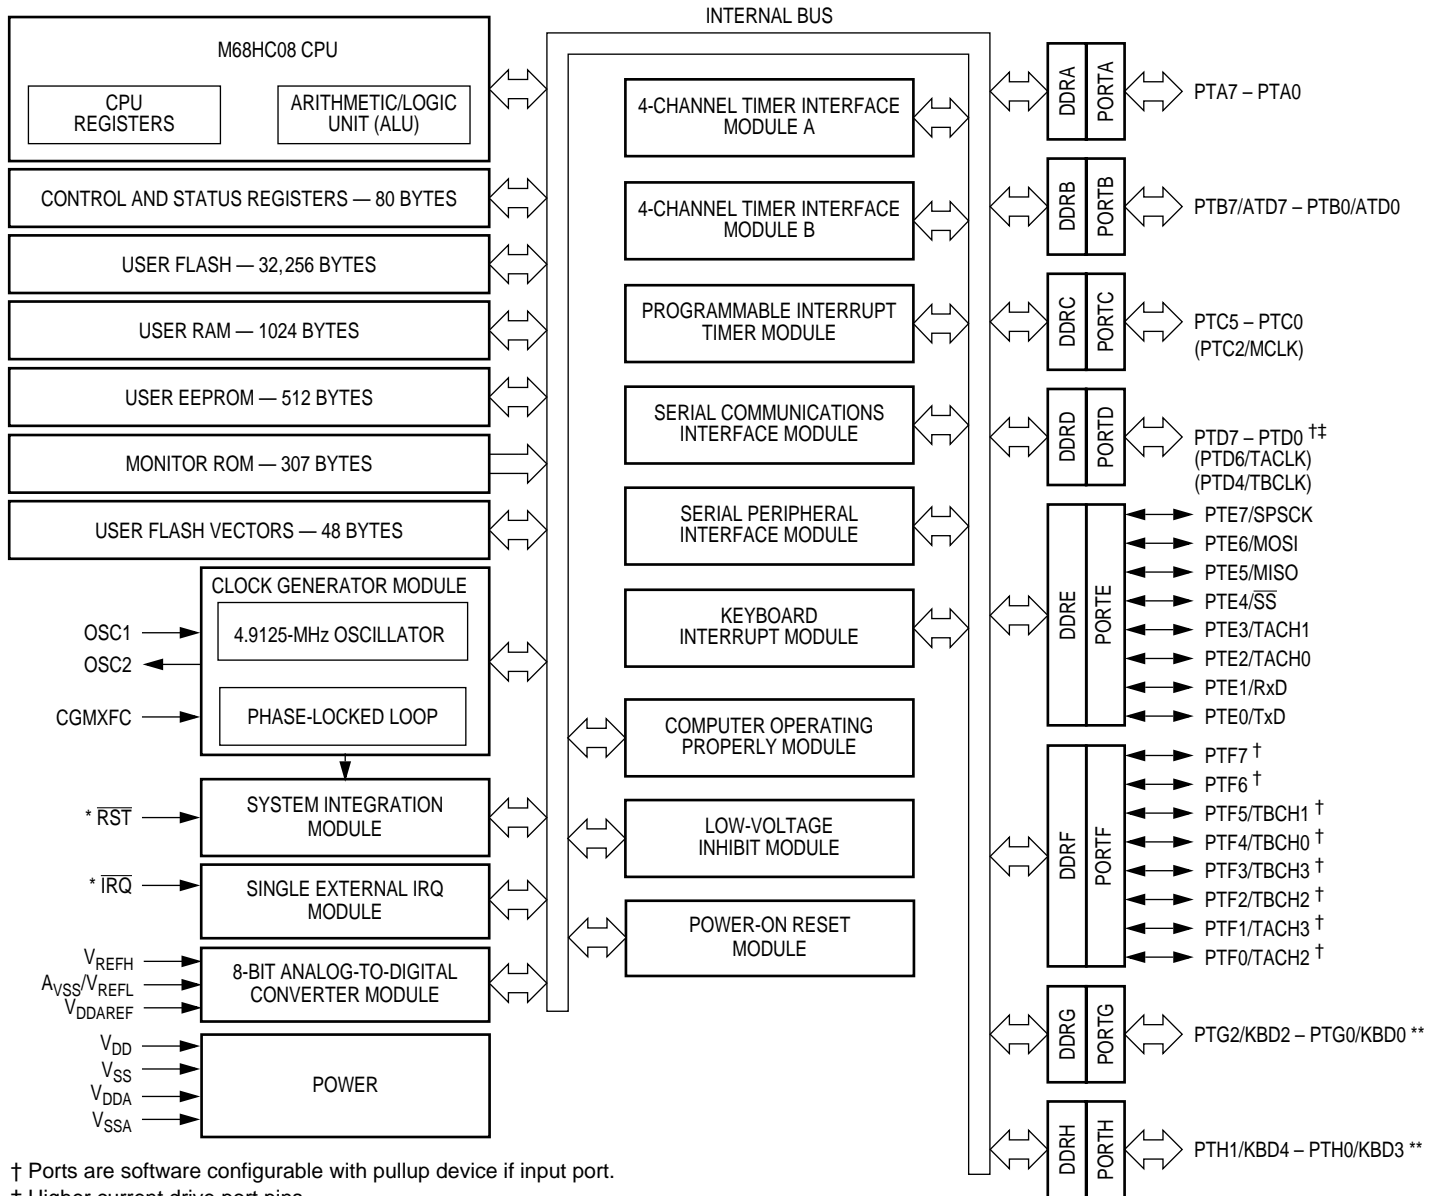 INTERNAL BUS
M68HC08 CPU
CPU
REGISTERS
ARITHMETIC/LOGIC
UNIT (ALU)
CONTROL AND STATUS REGISTERS — 80 BYTES
USER FLASH — 32,256 BYTES
USER RAM — 1024 BYTES
USER EEPROM — 512 BYTES
MONITOR ROM — 307 BYTES
USER FLASH VECTORS — 48 BYTES
CLOCK GENERATOR MODULE
4.9125-MHz OSCILLATOR
PHASE-LOCKED LOOP
OSC1
OSC2
CGMXFC
SYSTEM INTEGRATION
MODULE
* RST
SINGLE EXTERNAL IRQ
MODULE
* IRQ
8-BIT ANALOG-TO-DIGITAL
CONVERTER MODULE
VREFH
AVSS/VREFL
VDDAREF
POWER
VDD
VSS
VDDA
VSSA
4-CHANNEL TIMER INTERFACE
MODULE A
4-CHANNEL TIMER INTERFACE
MODULE B
PROGRAMMABLE INTERRUPT
TIMER MODULE
SERIAL COMMUNICATIONS
INTERFACE MODULE
SERIAL PERIPHERAL
INTERFACE MODULE
KEYBOARD
INTERRUPT MODULE
COMPUTER OPERATING
PROPERLY MODULE
LOW-VOLTAGE
INHIBIT MODULE
POWER-ON RESET
MODULE
DDRA
PORTA
PTA7 – PTA0
DDRB
PORTB
PTB7/ATD7 – PTB0/ATD0
DDRC
PORTC
PTC5 – PTC0
(PTC2/MCLK)
DDRD
PORTD
PTD7 – PTD0 †‡
(PTD6/TACLK)
(PTD4/TBCLK)
DDRE
PORTE
PTE7/SPSCK
PTE6/MOSI
PTE5/MISO
PTE4/SS
PTE3/TACH1
PTE2/TACH0
PTE1/RxD
PTE0/TxD
DDRF
PORTF
PTF7 †
PTF6 †
PTF5/TBCH1 †
PTF4/TBCH0 †
PTF3/TBCH3 †
PTF2/TBCH2 †
PTF1/TACH3 †
PTF0/TACH2 †
DDRG
PORTG
PTG2/KBD2 – PTG0/KBD0 **
DDRH
PORTH
PTH1/KBD4 – PTH0/KBD3 **
† Ports are software configurable with pullup device if input port.
‡ Higher current drive port pins